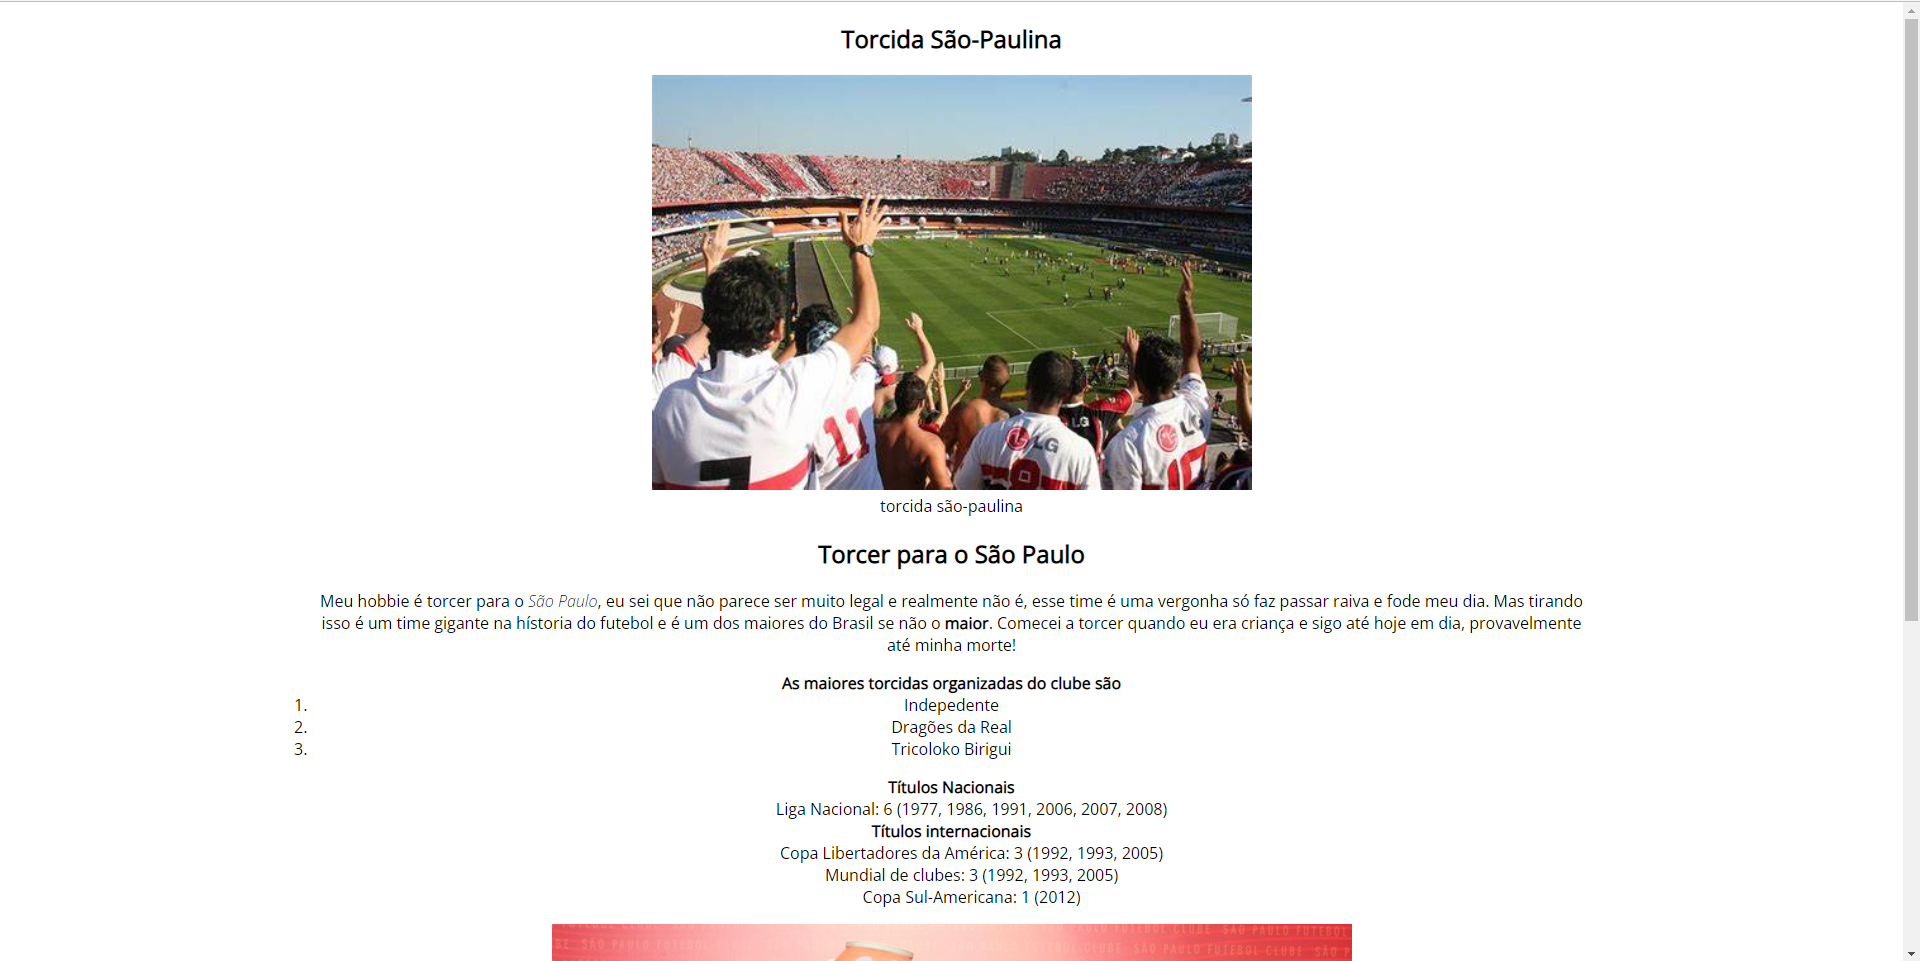 Torcida São-Paulina
11
LG
LG
LG
torcida são-paulina
Torcer para o São Paulo
Meu hobbie é torcer para o São Paulo, eu sei que não parece ser muito legal e realmente não é, esse time é uma vergonha só faz passar raiva e fode meu dia. Mas tirando
isso é um time gigante na hístoria do futebol e é um dos maiores do Brasil se não o maior. Comecei a torcer quando eu era criança e sigo até hoje em dia, provavelmente
até minha morte!
As maiores torcidas organizadas do clube são
1. Indepedente
2. Dragões da Real
3. Tricoloko Birigui
Títulos Nacionais
Liga Nacional: 6 (1977, 1986, 1991, 2006, 2007, 2008)
Títulos internacionais
Copa Libertadores da América: 3 (1992, 1993, 2005)
Mundial de clubes: 3 (1992, 1993, 2005)
Copa Sul-Americana: 1 (2012)
SÃO PAULO FUTEBOL CLUBE SÃO PAULO FUTEBOL